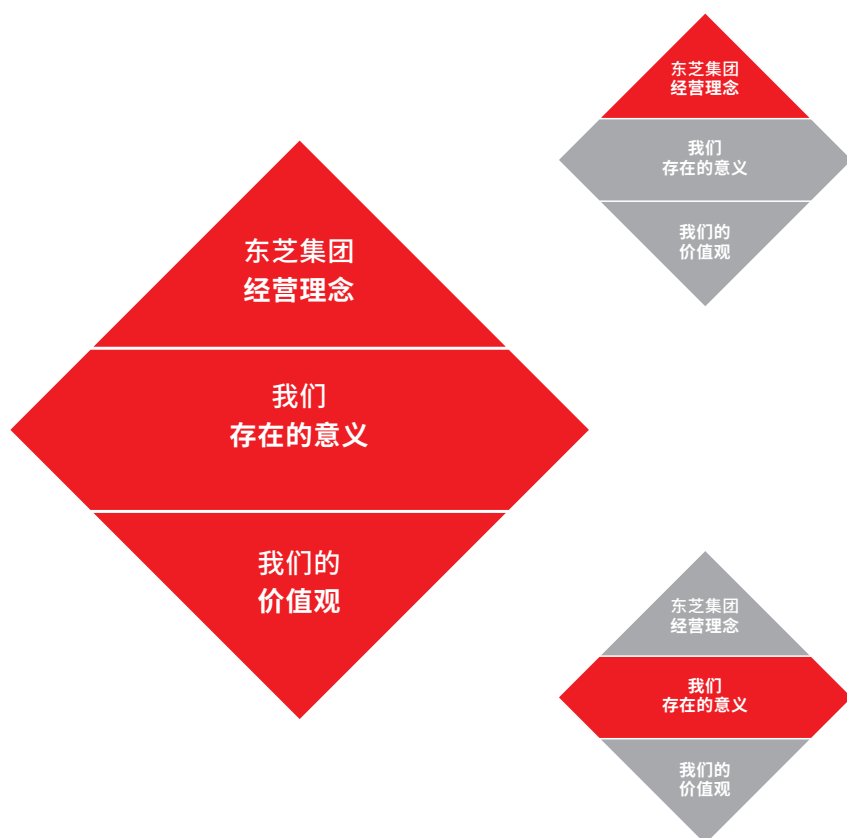 东芝集团
经营理念
我们
存在的意义
我们的
价值观
东芝集团
经营理念
我们
存在的意义
我们的
价值观
东芝集团
经营理念
我们
存在的意义
我们的
价值观